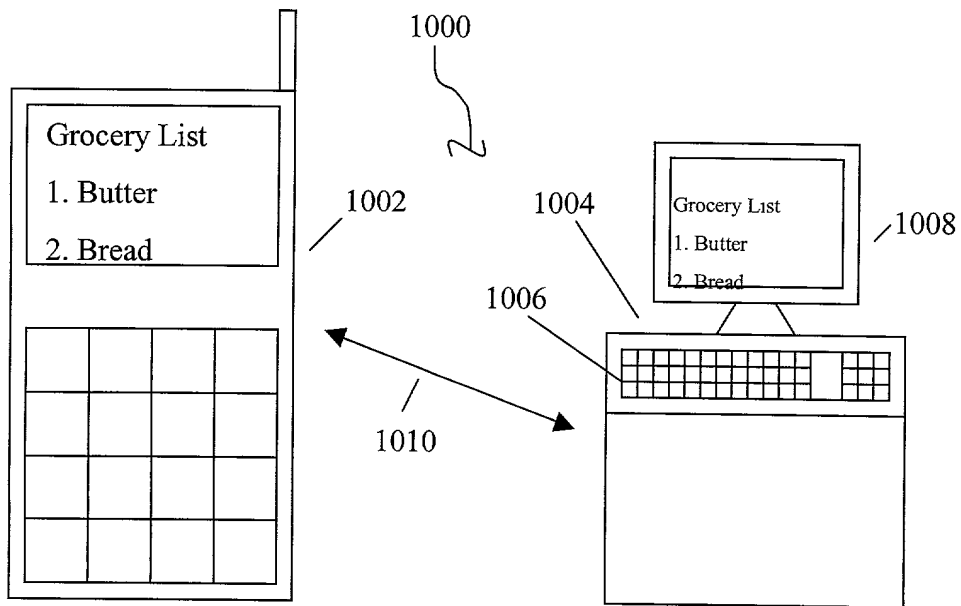 1000
Grocery List
1. Butter
2. Bread
1002
1004
Grocery List
1. Butter
2. Bread
1008
1006
1010